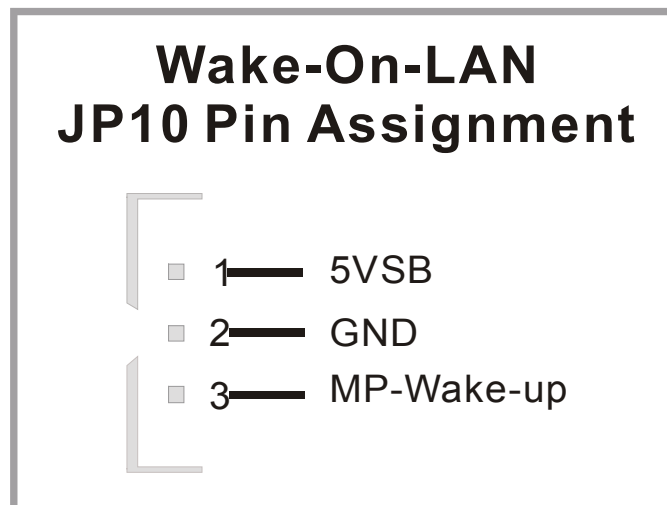 Wake-On-LAN
JP10 Pin Assignment
1 5VSB
2 GND
3 MP-Wake-up